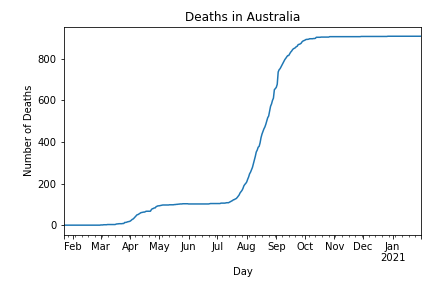 Deaths in Australia
Number of Deaths
800
600
400
200
0
Feb Mar Apr May Jun Jul Aug Sep Oct Nov Dec Jan
2021
Day